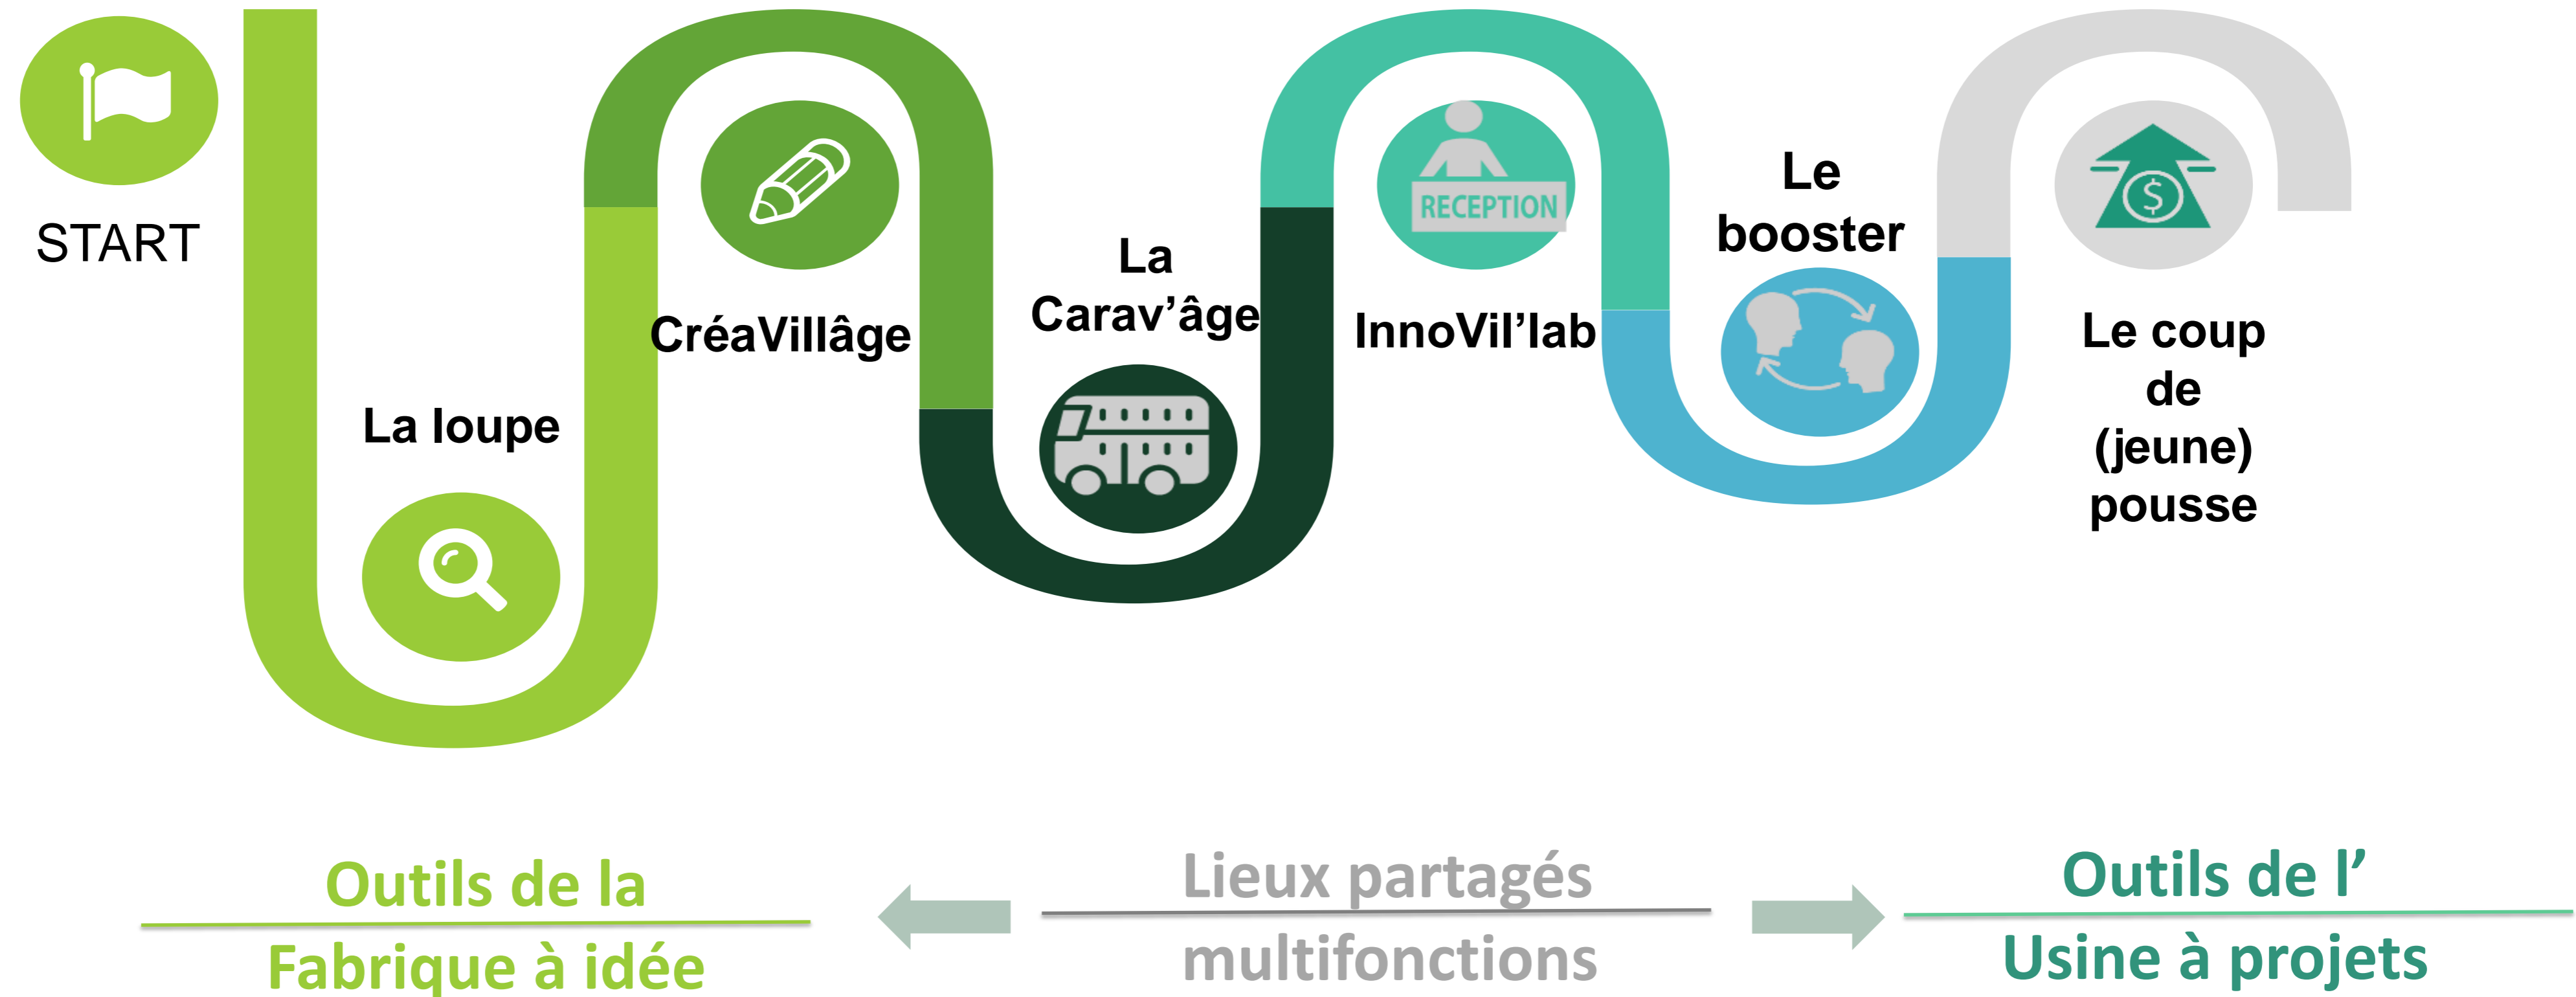 START
La loupe
CréaVillâge
La
Carav’âge
RECEPTION
InnoVil’lab
Le
booster
$
Le coup
de
(jeune)
pousse
Outils de la
Fabrique à idée
Lieux partagés
multifonctions
Outils de l’
Usine à projets